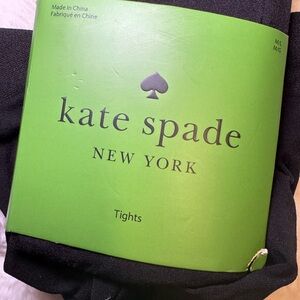 Made in China
Fabriqué en Chine
kate spade
NEW YORK
Tights